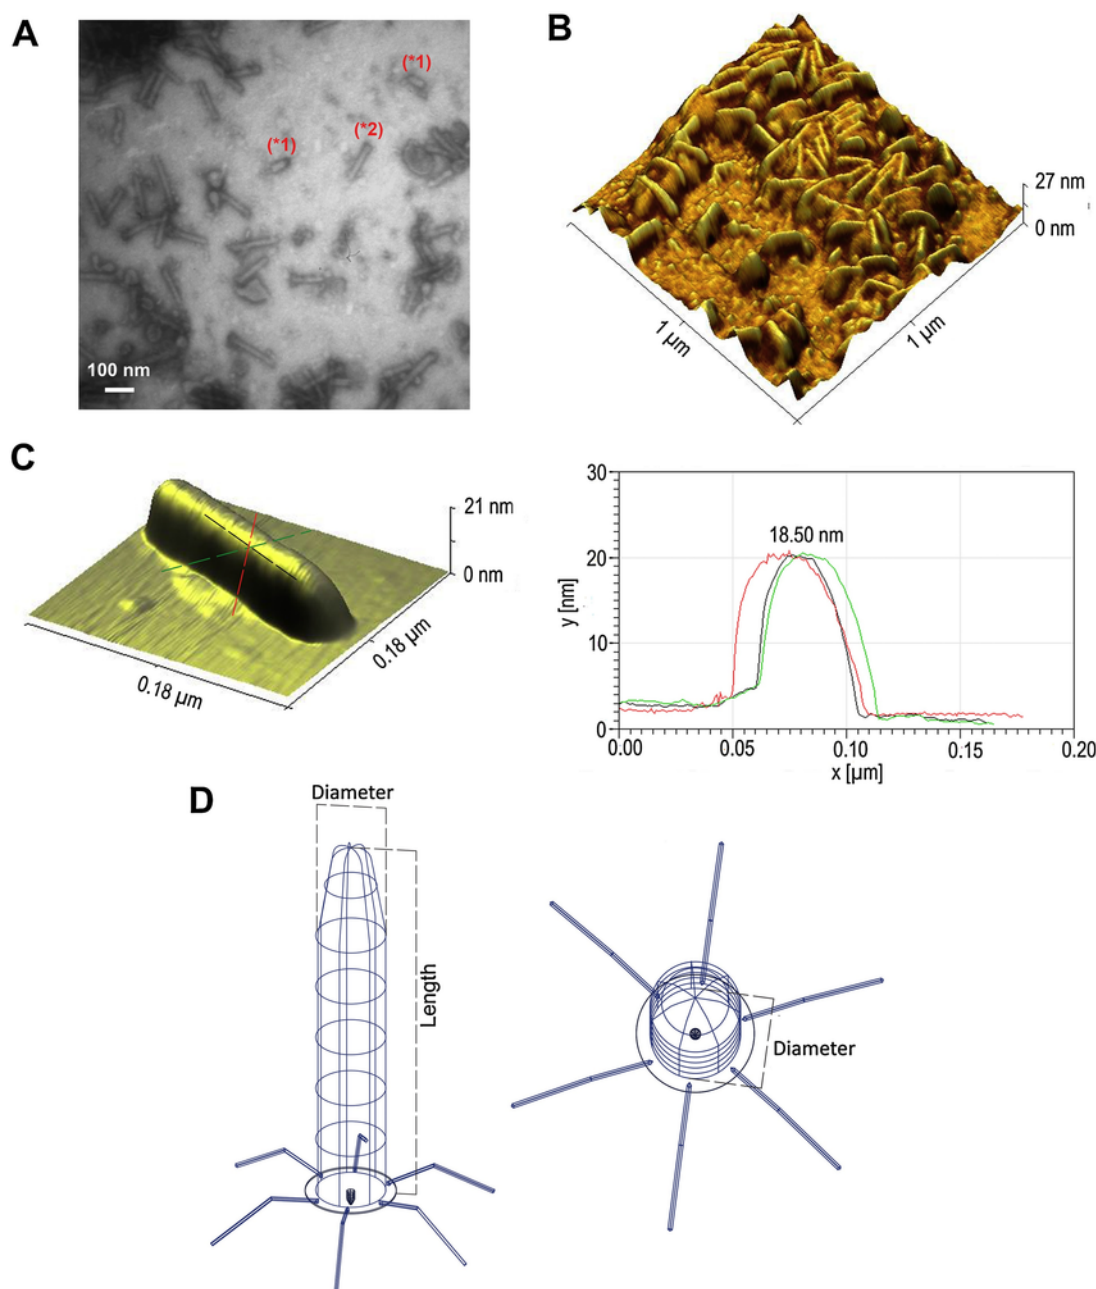 A
(*1)
(*1)
(*2)
100 nm
B
27 nm
0 nm
1 µm
1 µm
C
21 nm
0 nm
0.18 µm
0.18 µm
30
20
10
0
y [nm]
18.50 nm
0.00
0.05
0.10
0.15
0.20
x [µm]
D
Diameter
Length
Diameter